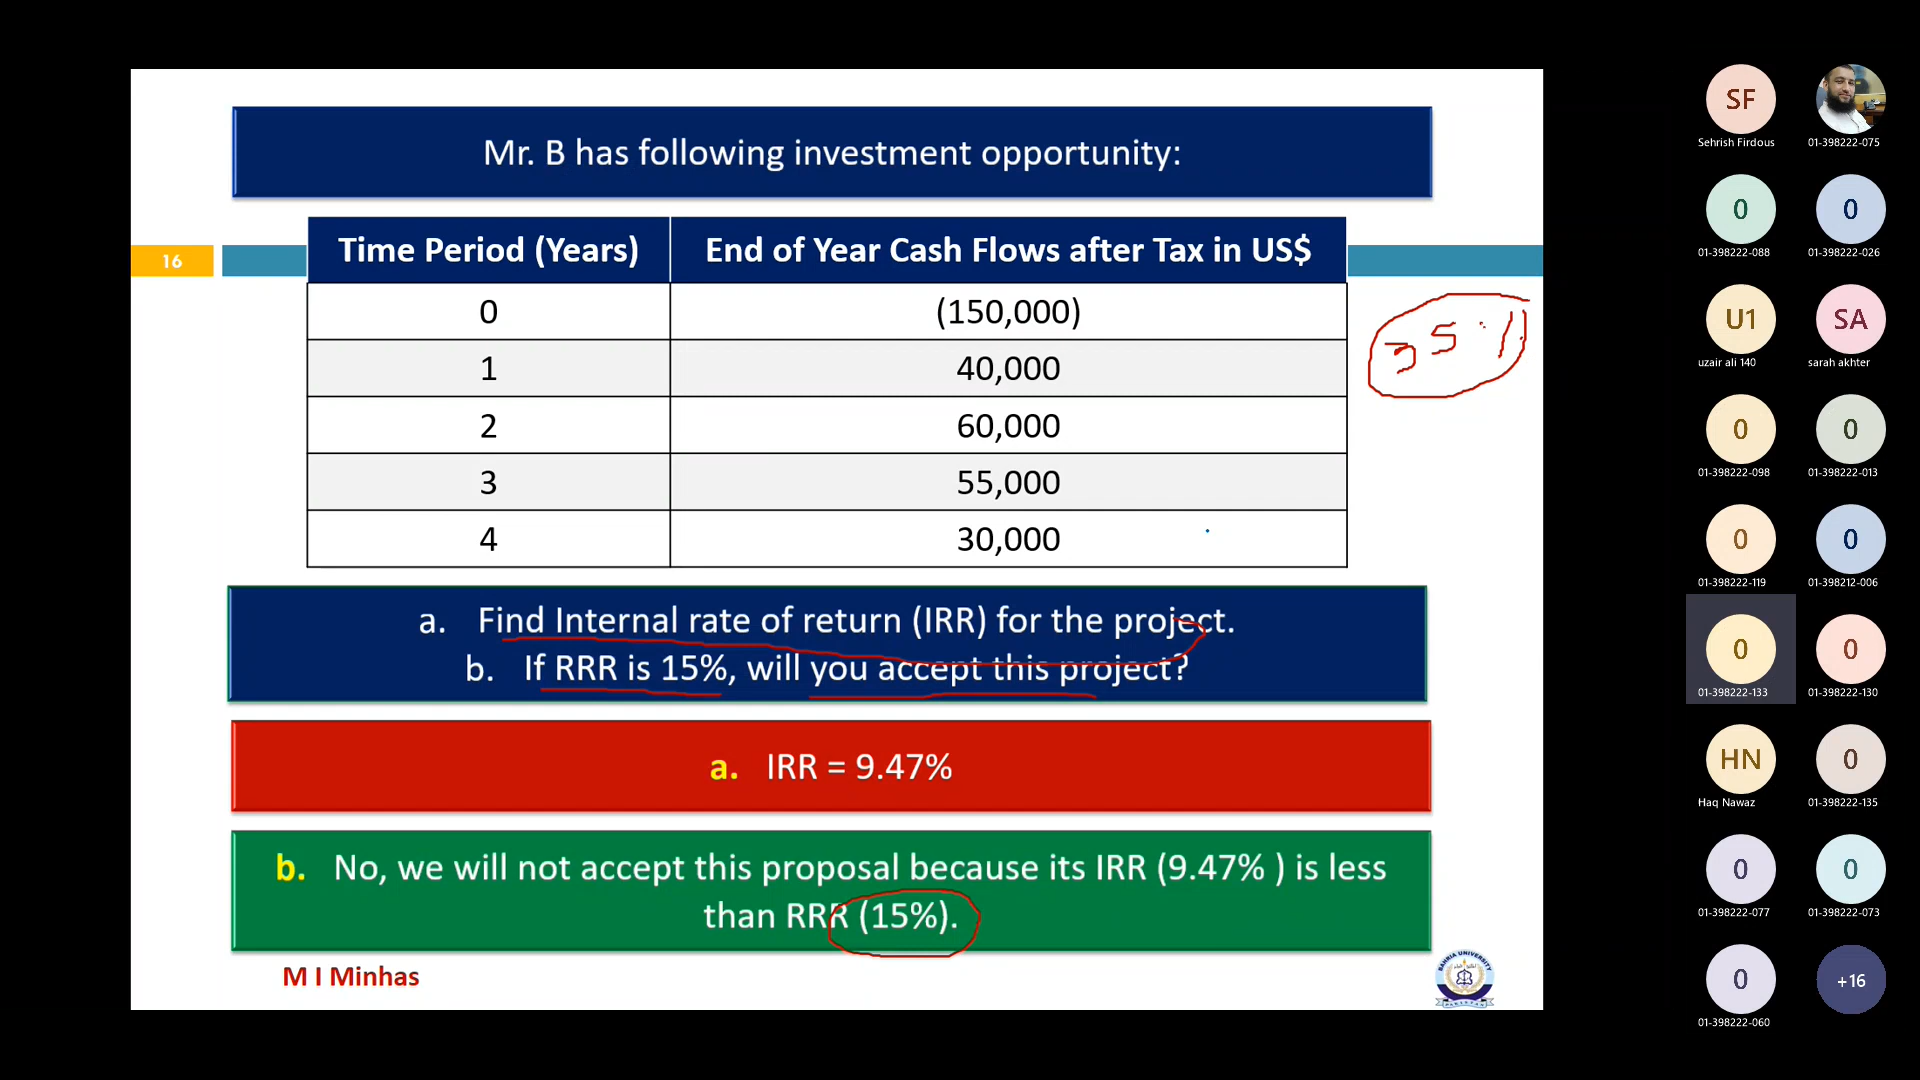 Mr. B has following investment opportunity:
16
Time Period (Years) End of Year Cash Flows after Tax in US$
0 (150,000)
1 40,000
2 60,000
3 55,000
4 30,000
35%
a. Find Internal rate of return (IRR) for the project.
b. If RRR is 15%, will you accept this project?
a. IRR = 9.47%
b. No, we will not accept this proposal because its IRR (9.47% ) is less
than RRR (15%).
M I Minhas
BAHRIA UNIVERSITY
PAKISTAN
SF
Sehrish Firdous 01-398222-075
0 0
01-398222-088 01-398222-026
U1 SA
uzair ali 140 sarah akhter
0 0
01-398222-098 01-398222-013
0 0
01-398222-119 01-398212-006
0 0
01-398222-133 01-398222-130
HN 0
Haq Nawaz 01-398222-135
0 0
01-398222-077 01-398222-073
0 +16
01-398222-060